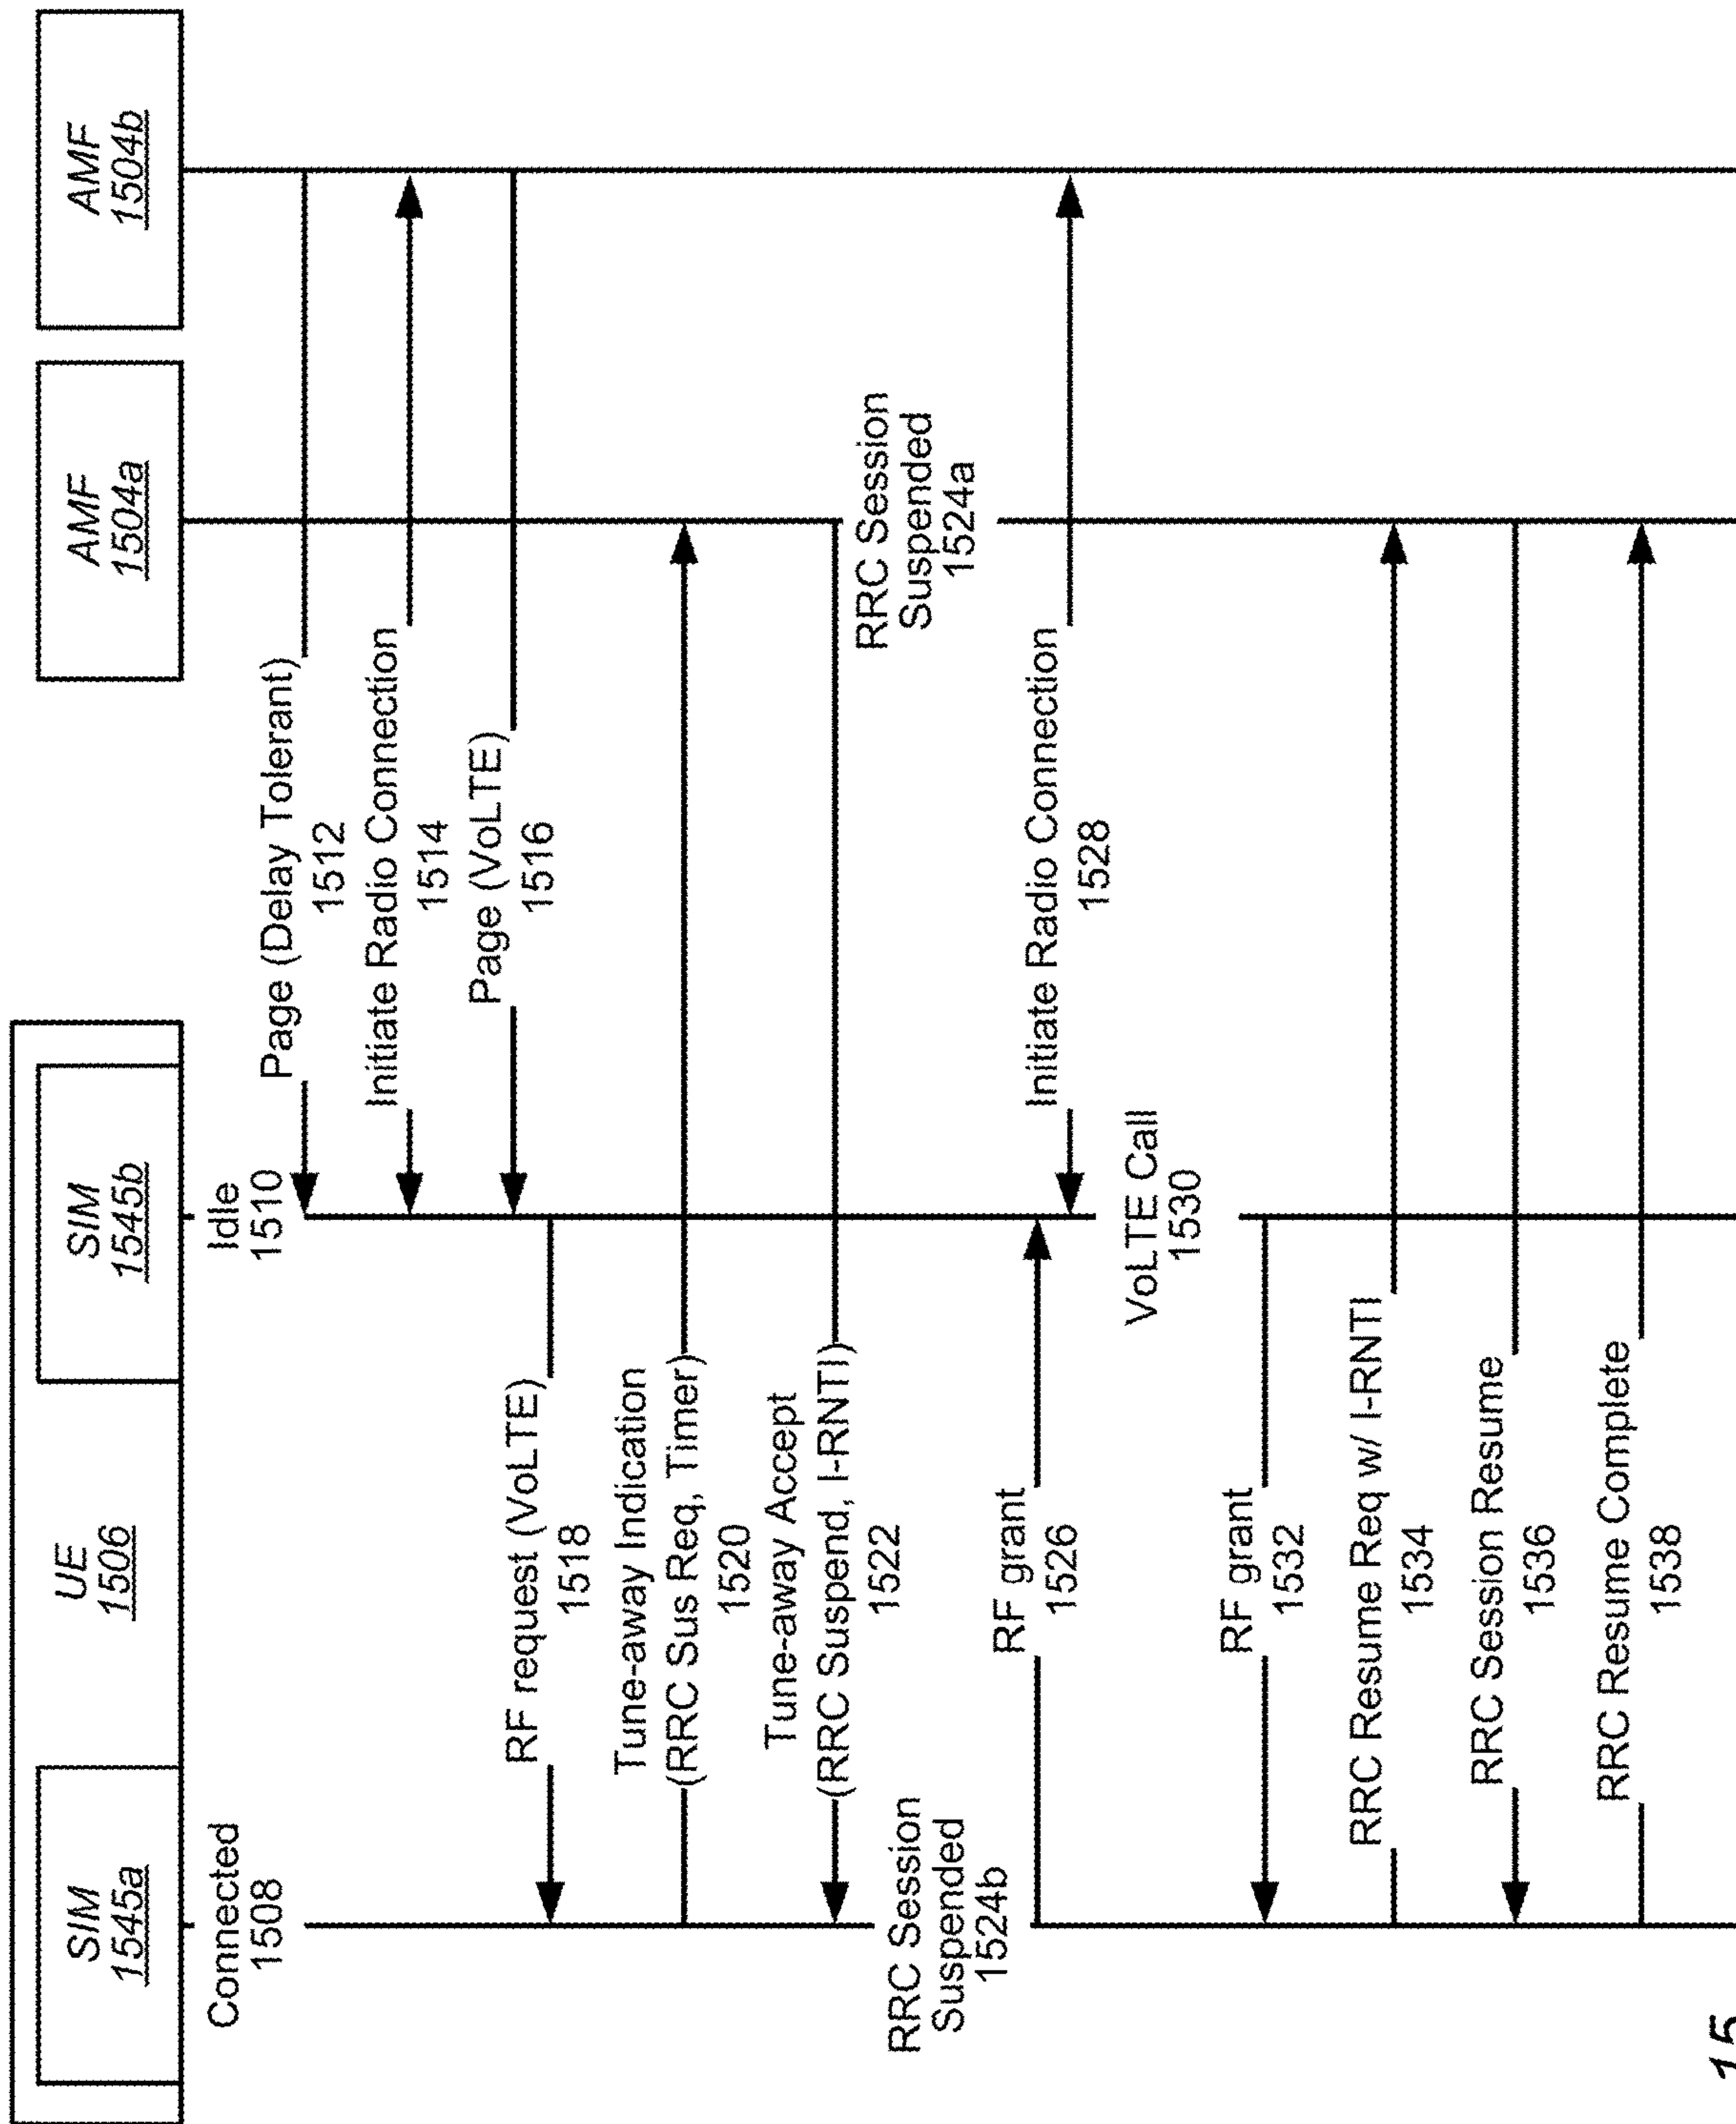 UE
1506
SIM
1545a
SIM
1545b
AMF
1504a
AMF
1504b
Connected
1508
Idle
1510
Page (Delay Tolerant)
1512
Initiate Radio Connection
1514
Page (VoLTE)
1516
RF request (VoLTE)
1518
Tune-away Indication
(RRC Sus Req, Timer)
1520
Tune-away Accept
(RRC Suspend, I-RNTI)
1522
RRC Session
Suspended
1524a
RRC Session
Suspended
1524b
RF grant
1526
Initiate Radio Connection
1528
VoLTE Call
1530
RF grant
1532
RRC Resume Req w/ I-RNTI
1534
RRC Session Resume
1536
RRC Resume Complete
1538
15